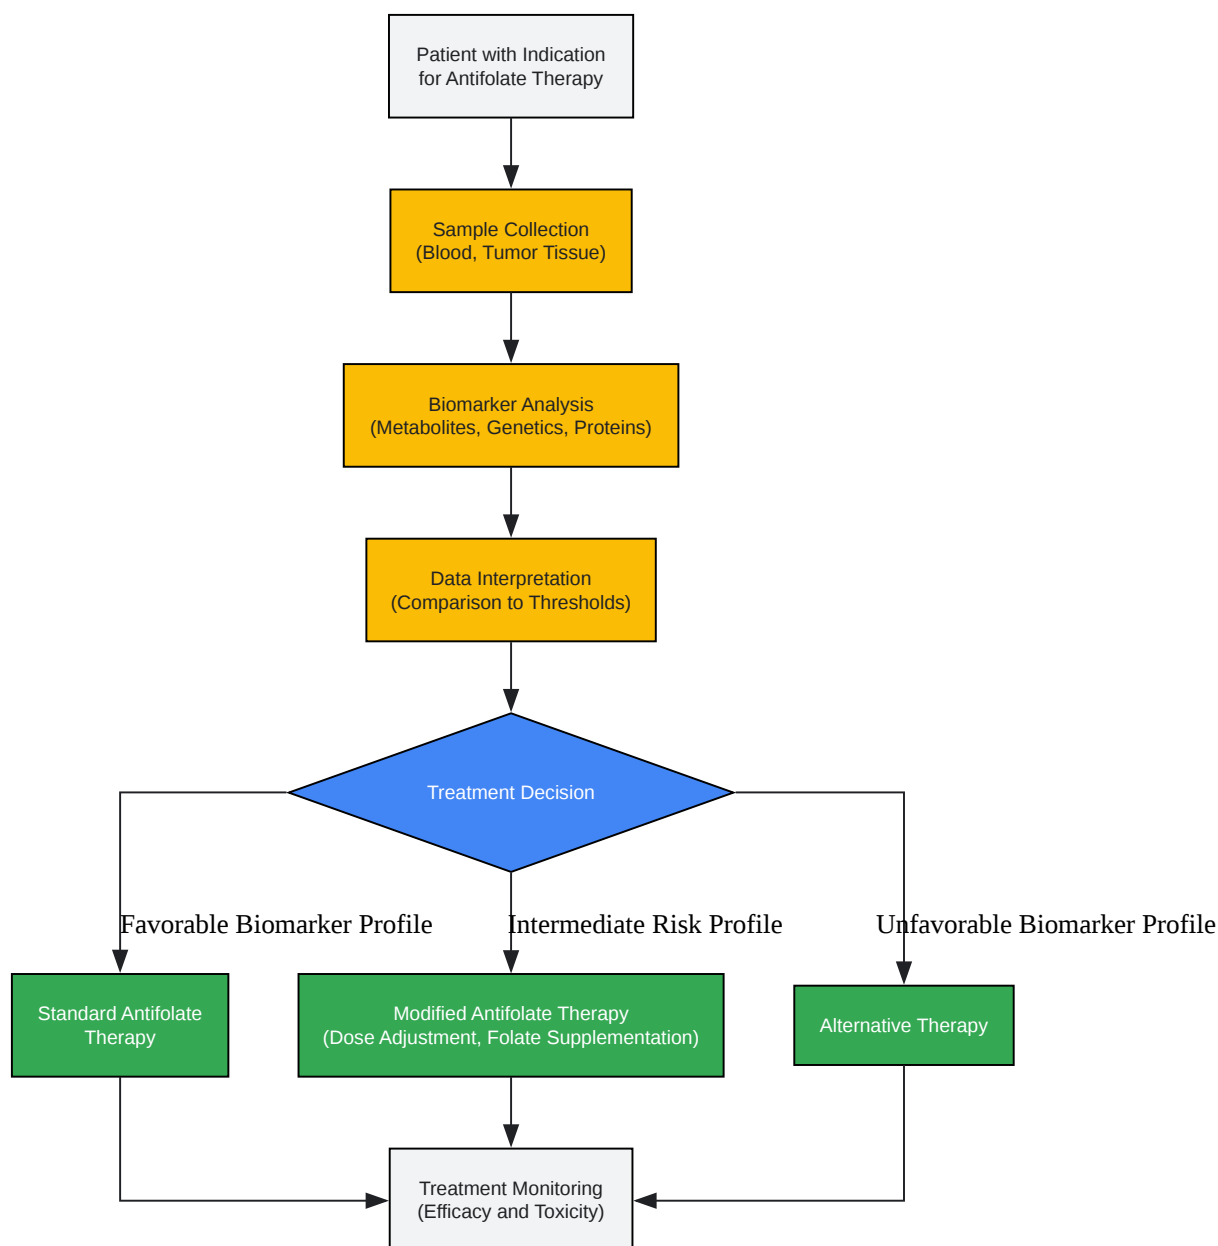 Patient with Indication
for Antifolate Therapy
Sample Collection
(Blood, Tumor Tissue)
Biomarker Analysis
(Metabolites, Genetics, Proteins)
Data Interpretation
(Comparison to Thresholds)
Treatment Decision
Favorable Biomarker Profile
Intermediate Risk Profile
Unfavorable Biomarker Profile
Standard Antifolate
Therapy
Modified Antifolate Therapy
(Dose Adjustment, Folate Supplementation)
Alternative Therapy
Treatment Monitoring
(Efficacy and Toxicity)